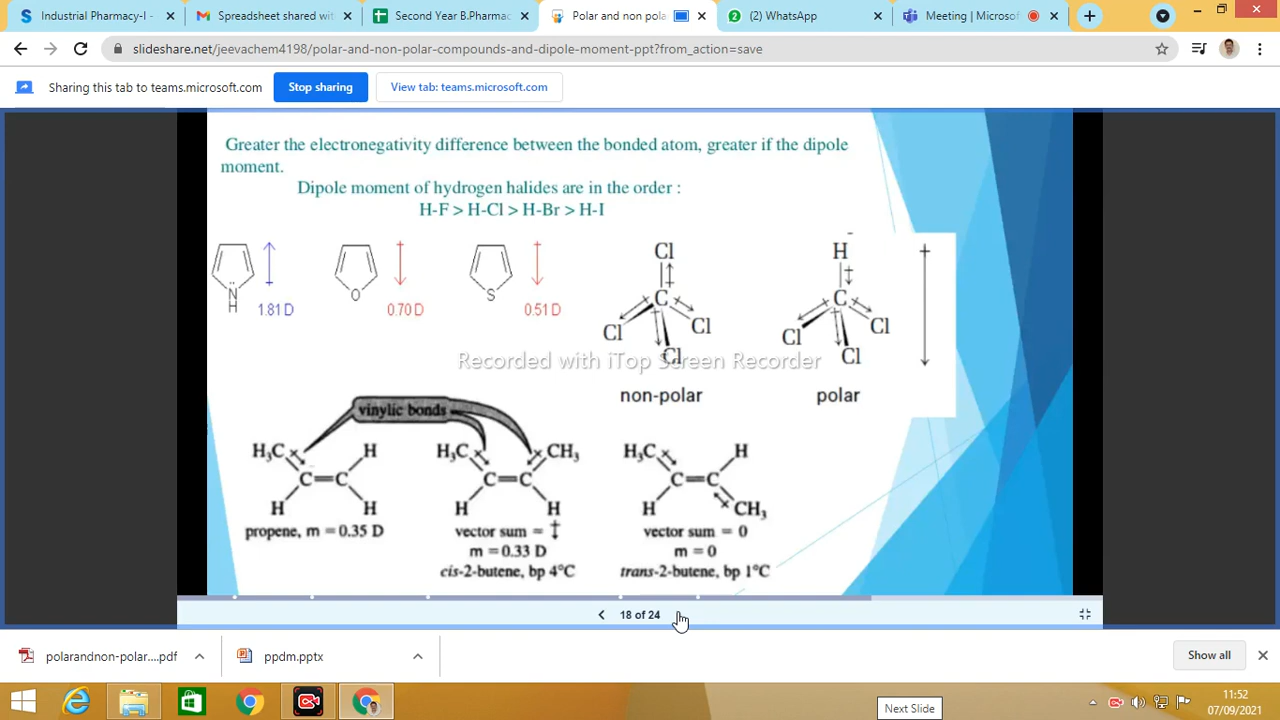 Industrial Pharmacy-I -
Spreadsheet shared with
Second Year B.Pharmac
Polar and non pola
(2) WhatsApp
Meeting | Microsof
slideshare.net/jeevachem4198/polar-and-non-polar-compounds-and-dipole-moment-ppt?from_action=save
Sharing this tab to teams.microsoft.com
Stop sharing
View tab: teams.microsoft.com
Greater the electronegativity difference between the bonded atom, greater if the dipole
moment.
Dipole moment of hydrogen halides are in the order :
H-F > H-Cl > H-Br > H-I
N
H
1.81 D
O
0.70 D
S
0.51 D
Cl
C
Cl
Cl
Cl
non-polar
H
C
Cl
Cl
Cl
polar
Recorded with iTop Screen Recorder
vinylic bonds
H₃C H
C=C
H H
propene, m = 0.35 D
H₃C CH₃
C=C
H H
vector sum =
m = 0.33 D
cis-2-butene, bp 4°C
H₃C H
C=C
H CH₃
vector sum = 0
m = 0
trans-2-butene, bp 1°C
18 of 24
polarandnon-polar....pdf
ppdm.pptx
Show all
Next Slide
11:52
07/09/2021